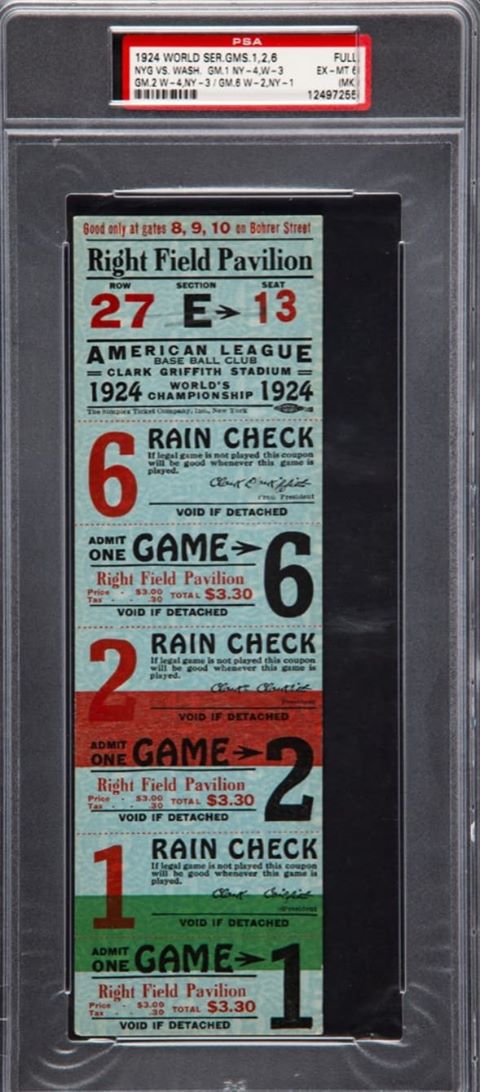 PSA
1924 WORLD SER.GMS.1,2,6 FULL
NYG VS. WASH. GM.1 NY-4,W-3 EX-MT 6
GM.2 W-4,NY-3 / GM.6 W-2,NY-1 (MK)
12497255
Good only at gates 8, 9, 10 on Bohrer Street
Right Field Pavilion
ROW SECTION SEAT
27 E 13
AMERICAN LEAGUE
BASE BALL CLUB
CLARK GRIFFITH STADIUM
1924 WORLD'S CHAMPIONSHIP 1924
The Simplex Ticket Company, Inc., New York
6 RAIN CHECK
If legal game is not played this coupon
will be good whenever this game is
played.
President
VOID IF DETACHED
ADMIT ONE GAME 6
Right Field Pavilion
Price - $3.00
Tax - - .30 TOTAL $3.30
VOID IF DETACHED
2 RAIN CHECK
If legal game is not played this coupon
will be good whenever this game is
played.
President
VOID IF DETACHED
ADMIT ONE GAME 2
Right Field Pavilion
Price - $3.00
Tax - - .30 TOTAL $3.30
VOID IF DETACHED
1 RAIN CHECK
If legal game is not played this coupon
will be good whenever this game is
played.
President
VOID IF DETACHED
ADMIT ONE GAME 1
Right Field Pavilion
Price - $3.00
Tax - - .30 TOTAL $3.30
VOID IF DETACHED